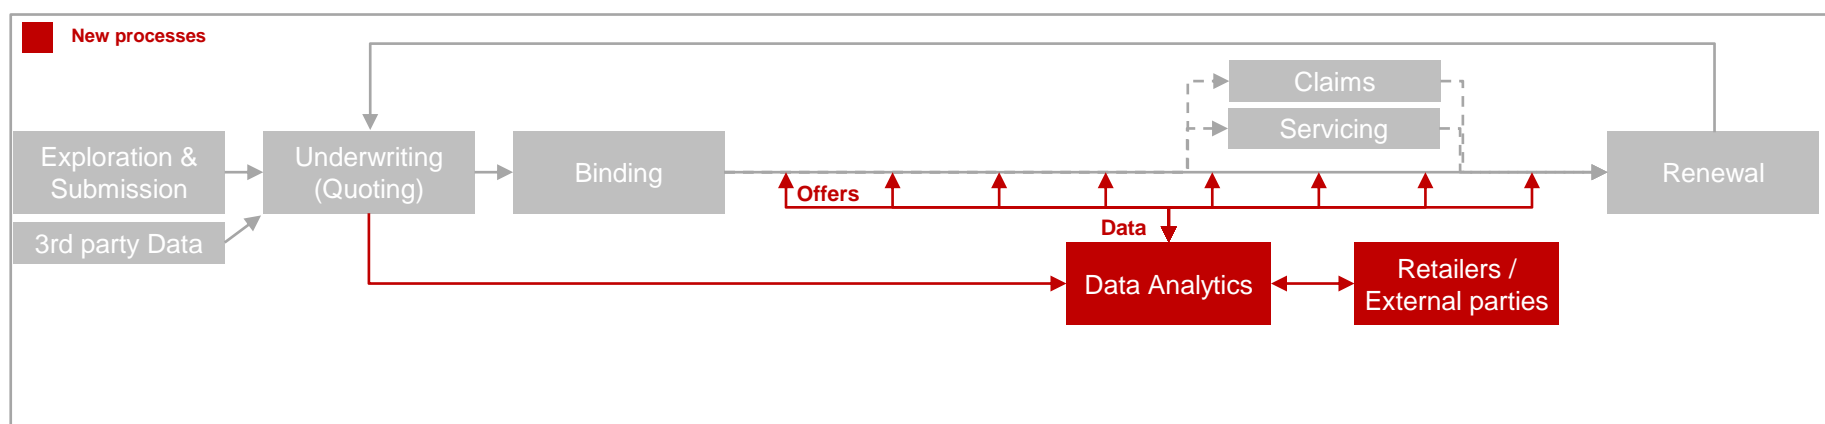 New processes
Claims
Servicing
Exploration &
Submission
Underwriting
(Quoting)
Binding
Renewal
Offers
3rd party Data
Data
Data Analytics
Retailers /
External parties